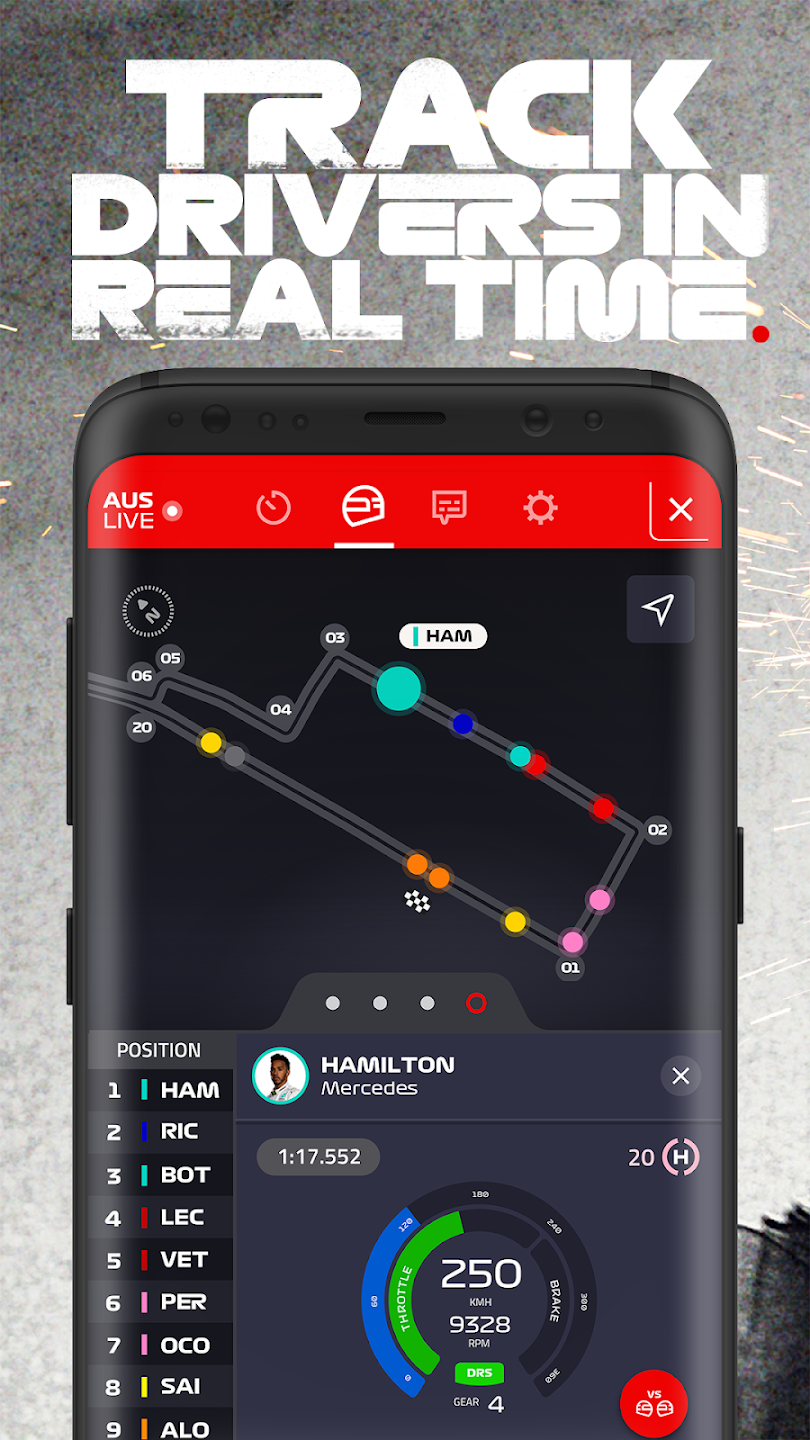 TRACK
DRIVERS IN
REAL TIME.
AUS
LIVE
N
03
HAM
05
06
04
20
02
01
POSITION
1 HAM
2 RIC
3 BOT
4 LEC
5 VET
6 PER
7 OCO
8 SAI
9 ALO
HAMILTON
Mercedes
1:17.552
20 H
180
120
240
60
300
0
360
THROTTLE
BRAKE
250
KMH
9328
RPM
DRS
GEAR 4
VS